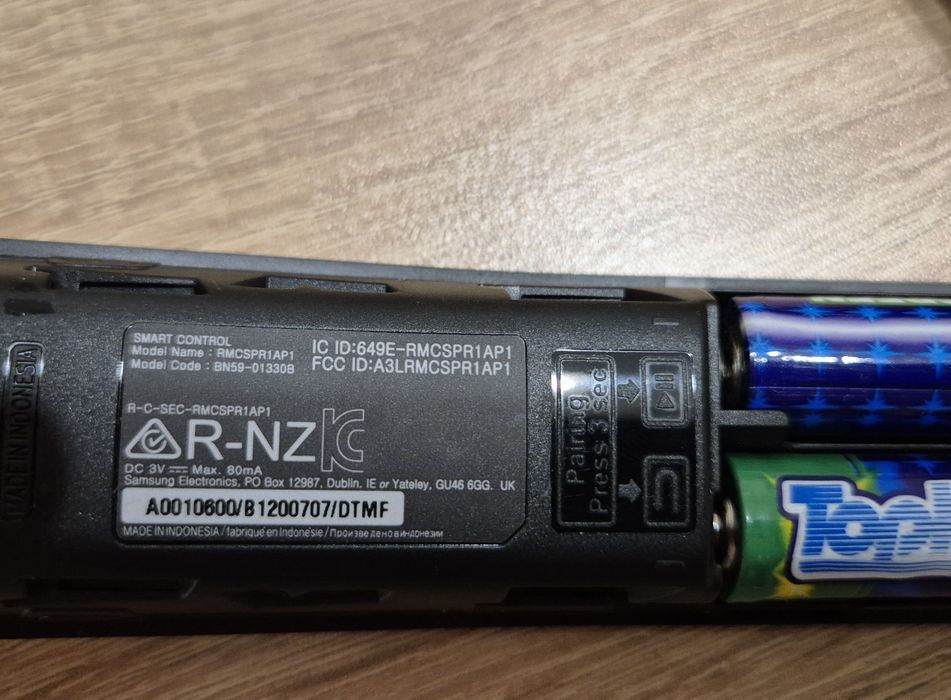 SMART CONTROL
Model Name : RMCSPR1AP1
Model Code : BN59-01330B
IC ID:649E-RMCSPR1AP1
FCC ID:A3LRMCSPR1AP1
R-C-SEC-RMCSPR1AP1
R-NZ
DC 3V Max. 80mA
Samsung Electronics, PO Box 12987, Dublin. IE or Yateley, GU46 6GG. UK
A0010600/B1200707/DTMF
MADE IN INDONESIA / fabriqué en Indonésie / Произведено в Индонезии
Pairing
Press 3 sec
MADE IN INDONESIA